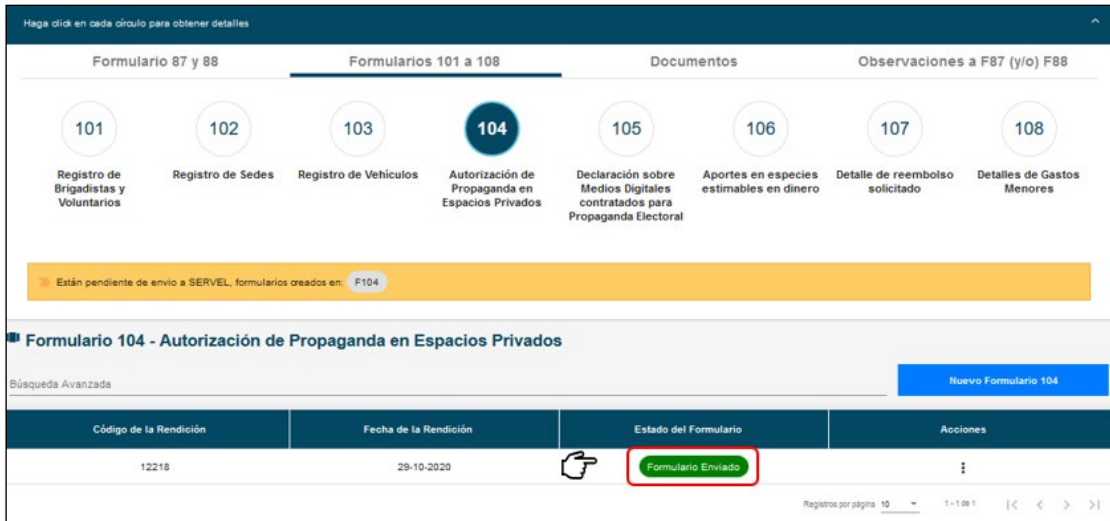 Haga click en cada círculo para obtener detalles
Formulario 87 y 88
Formularios 101 a 108
Documentos
Observaciones a F87 (y/o) F88
101
102
103
104
105
106
107
108
Registro de
Brigadistas y
Voluntarios
Registro de Sedes
Registro de Vehículos
Autorización de
Propaganda en
Espacios Privados
Declaración sobre
Medios Digitales
contratados para
Propaganda Electoral
Aportes en especies
estimables en dinero
Detalle de reembolso
solicitado
Detalles de Gastos
Menores
Están pendiente de envio a SERVEL, formularios creados en: F104
Formulario 104 - Autorización de Propaganda en Espacios Privados
Búsqueda Avanzada
Nuevo Formulario 104
Código de la Rendición
Fecha de la Rendición
Estado del Formulario
Acciones
12218
29-10-2020
Formulario Enviado
Registros por página 10
1 - 1 de 1